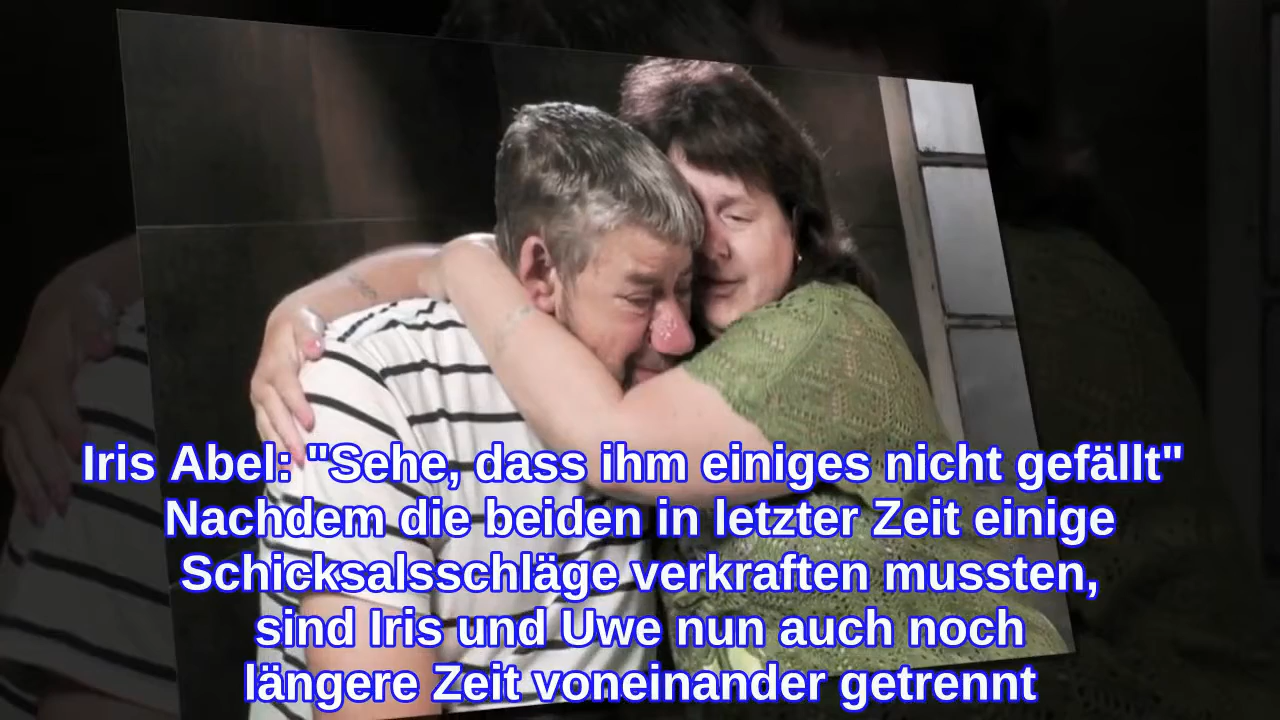 Iris Abel: "Sehe, dass ihm einiges nicht gefällt"
Nachdem die beiden in letzter Zeit einige
Schicksalsschläge verkraften mussten,
sind Iris und Uwe nun auch noch
längere Zeit voneinander getrennt